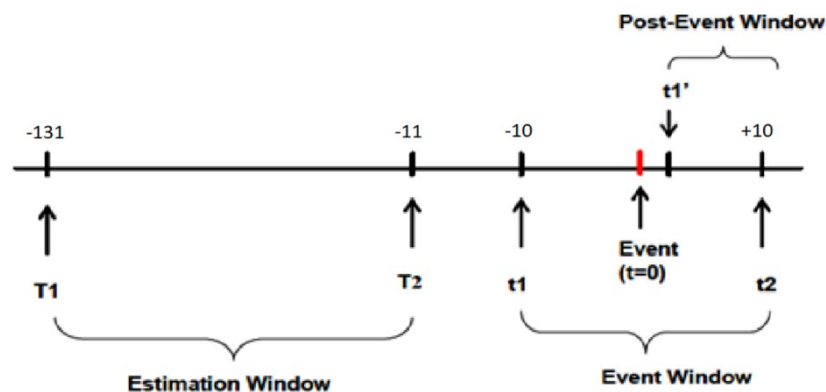 Post-Event Window
t1’
-131
-11
-10
+10
T1
T2
t1
Event
(t=0)
t2
Estimation Window
Event Window